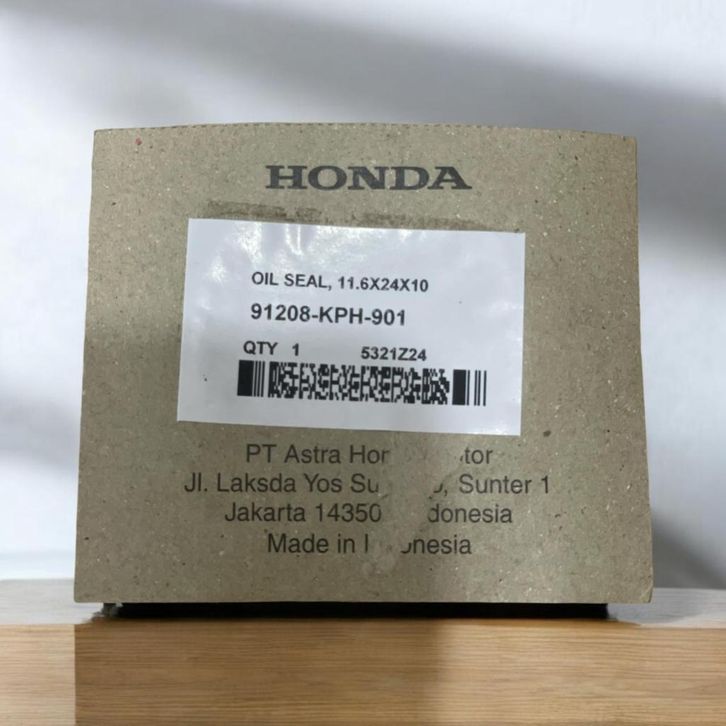 HONDA
OIL SEAL, 11.6X24X10
91208-KPH-901
QTY 1 5321Z24
PT Astra
Jl. Laksda Yos Sunter 1
Jakarta 14350
Made in